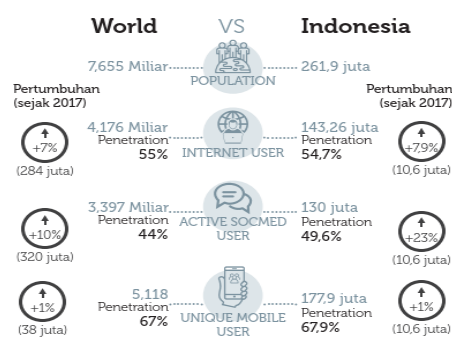 World VS Indonesia
7,655 Miliar 261,9 juta
POPULATION
Pertumbuhan
(sejak 2017)
Pertumbuhan
(sejak 2017)
+7%
(284 juta)
4,176 Miliar
Penetration
55%
INTERNET USER
143,26 juta
Penetration
54,7%
+7,9%
(10,6 juta)
+10%
(320 juta)
3,397 Miliar
Penetration
44%
ACTIVE SOCMED
USER
130 juta
Penetration
49,6%
+23%
(10,6 juta)
+1%
(38 juta)
5,118
Penetration
67%
UNIQUE MOBILE
USER
177,9 juta
Penetration
67,9%
+1%
(10,6 juta)